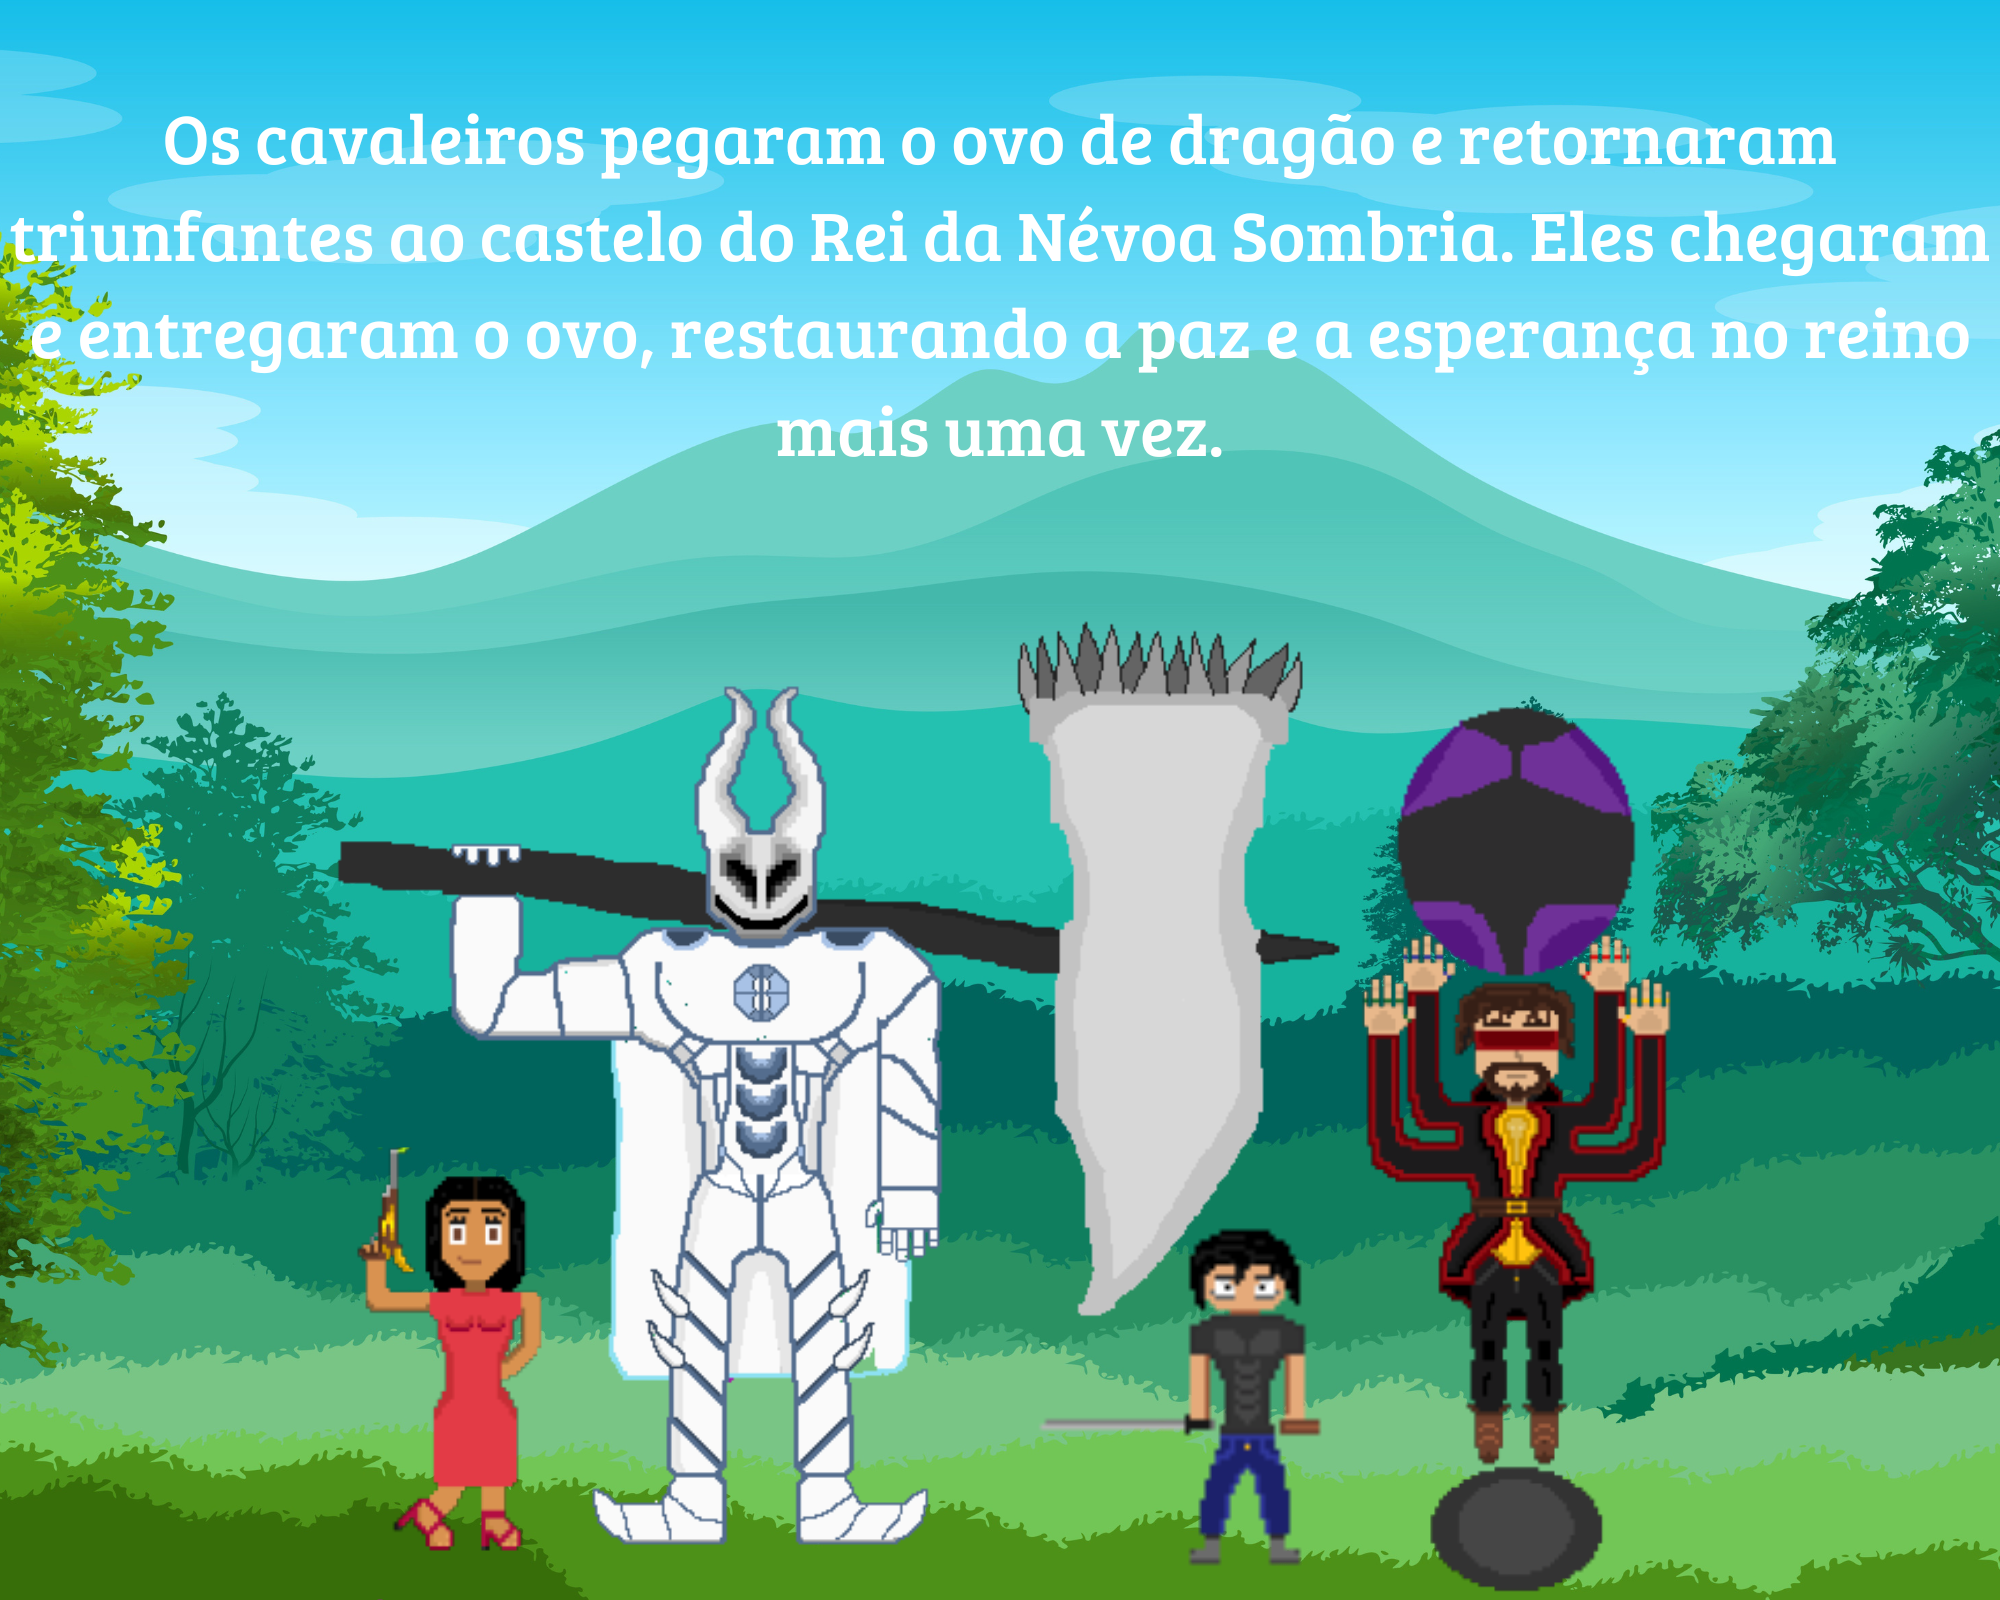 Os cavaleiros pegaram o ovo de dragão e retornaram
triunfantes ao castelo do Rei da Névoa Sombria. Eles chegaram
e entregaram o ovo, restaurando a paz e a esperança no reino
mais uma vez.